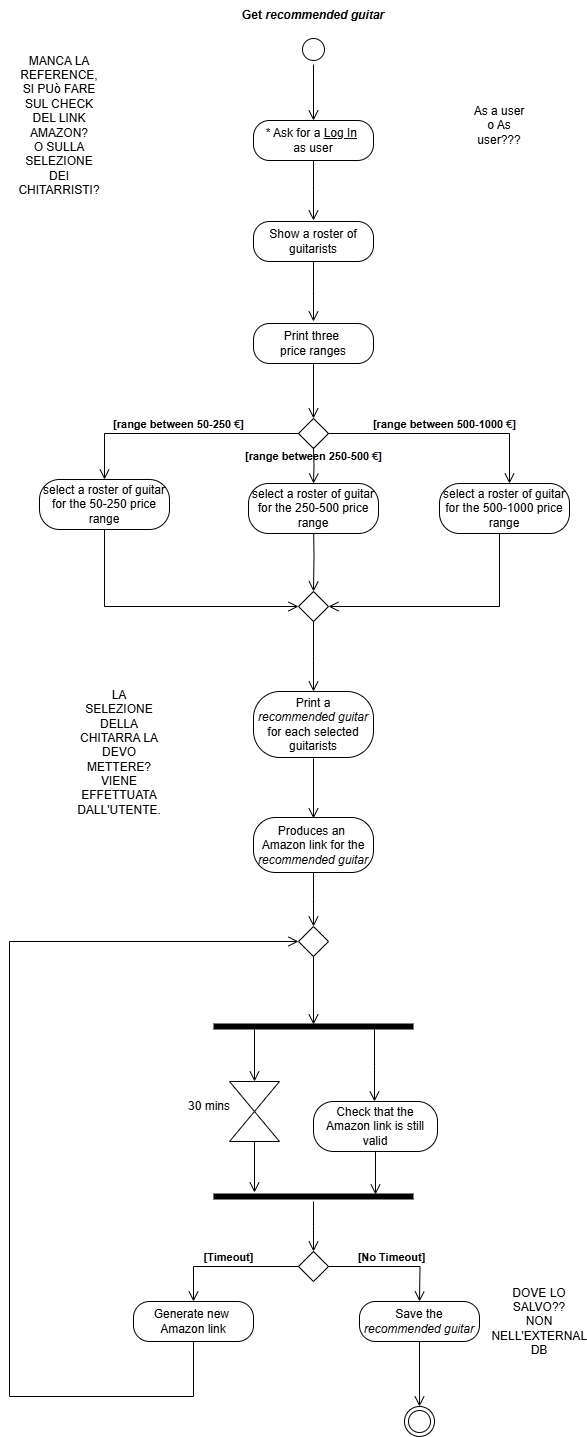 Get recommended guitar
MANCA LA
REFERENCE,
SI PUò FARE
SUL CHECK
DEL LINK
AMAZON?
O SULLA
SELEZIONE
DEI
CHITARRISTI?
As a user
o As
user???
* Ask for a Log In
as user
Show a roster of
guitarists
Print three
price ranges
[range between 50-250 €]
[range between 500-1000 €]
[range between 250-500 €]
select a roster of guitar
for the 50-250 price
range
select a roster of guitar
for the 250-500 price
range
select a roster of guitar
for the 500-1000 price
range
LA
SELEZIONE
DELLA
CHITARRA LA
DEVO
METTERE?
VIENE
EFFETTUATA
DALL'UTENTE.
Print a
recommended guitar
for each selected
guitarists
Produces an
Amazon link for the
recommended guitar
30 mins
Check that the
Amazon link is still
valid
[Timeout]
[No Timeout]
Generate new
Amazon link
Save the
recommended guitar
DOVE LO
SALVO??
NON
NELL'EXTERNAL
DB